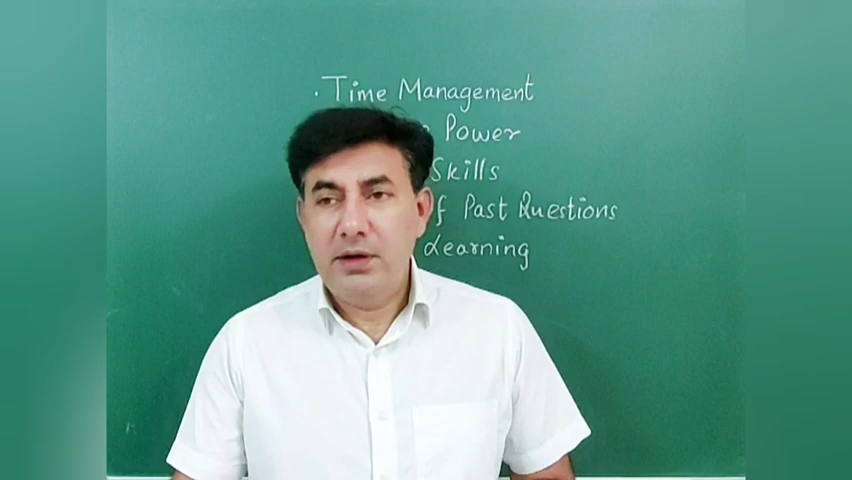 . Time Management
Power
Skills
f Past Questions
Learning